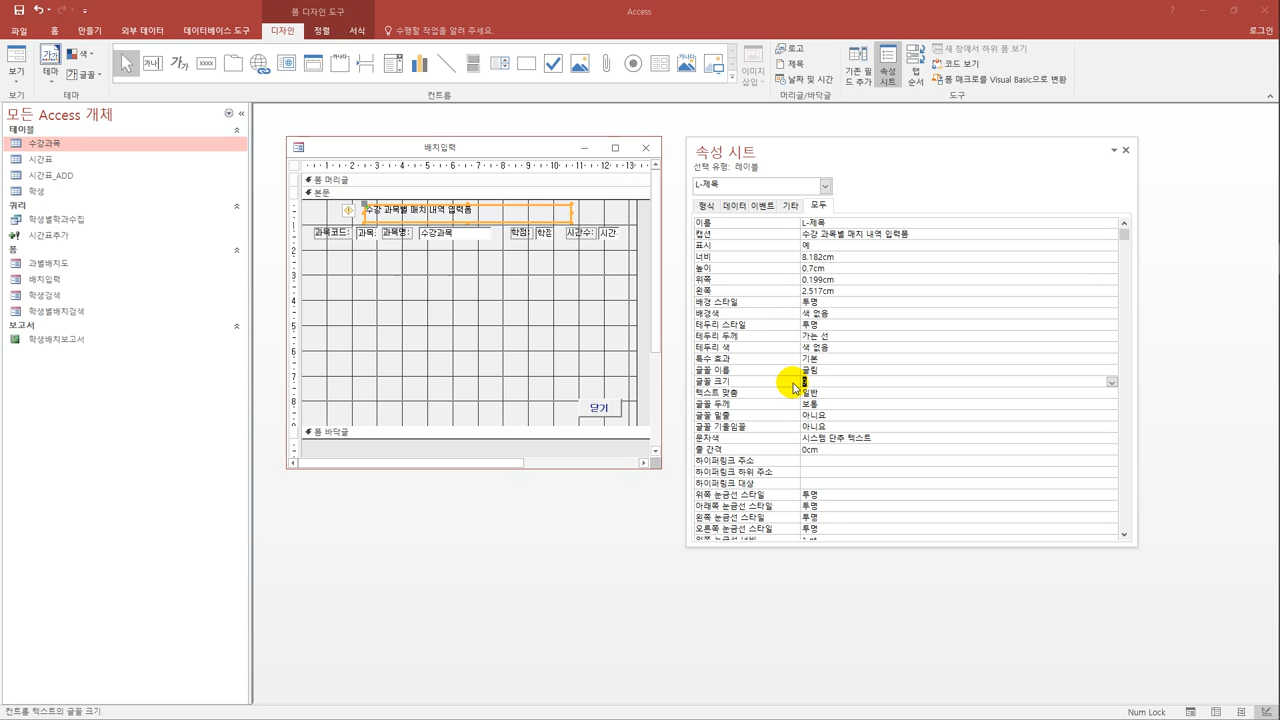 폼 디자인 도구
Access
파일 홈 만들기 외부 데이터 데이터베이스 도구 디자인 정렬 서식 수행할 작업을 알려 주세요. 로그인
보기
테마
색
글꼴
가나
가나
xxxx
이미지 삽입
로고
제목
날짜 및 시간
기존 필드 추가
속성 시트
탭 순서
새 창에서 하위 폼 보기
코드 보기
폼 매크로를 Visual Basic으로 변환
보기 테마 컨트롤 머리글/바닥글 도구
모든 Access 개체
테이블
수강과목
시간표
시간표_ADD
학생
쿼리
학생별학과수집
시간표추가
폼
과별배치도
배치입력
학생검색
학생별배치검색
보고서
학생배치보고서
배치입력
폼 머리글
본문
수강 과목별 매치 내역 입력폼
과목코드: 과목: 과목명: 수강과목 학점: 학점 시간수: 시간
닫기
폼 바닥글
속성 시트
선택 유형: 레이블
L-제목
형식 데이터 이벤트 기타 모두
이름 L-제목
캡션 수강 과목별 매치 내역 입력폼
표시 예
너비 8.182cm
높이 0.7cm
위쪽 0.199cm
왼쪽 2.517cm
배경 스타일 투명
배경색 색 없음
테두리 스타일 투명
테두리 두께 가는 선
테두리 색 색 없음
특수 효과 기본
글꼴 이름 굴림
글꼴 크기
텍스트 맞춤 일반
글꼴 두께 보통
글꼴 밑줄 아니요
글꼴 기울임꼴 아니요
문자색 시스템 단추 텍스트
줄 간격 0cm
하이퍼링크 주소
하이퍼링크 하위 주소
하이퍼링크 대상
위쪽 눈금선 스타일 투명
아래쪽 눈금선 스타일 투명
왼쪽 눈금선 스타일 투명
오른쪽 눈금선 스타일 투명
컨트롤 텍스트의 글꼴 크기
Num Lock